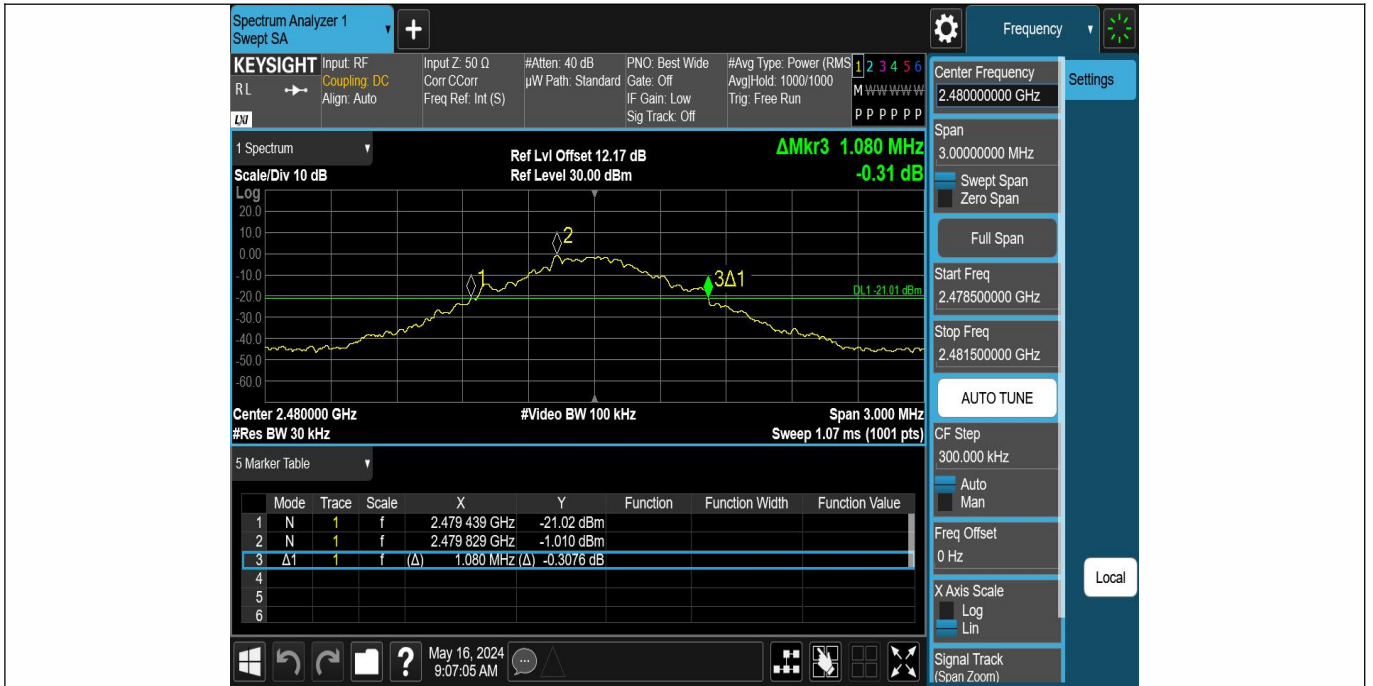 Spectrum Analyzer 1
Swept SA
+
Frequency
KEYSIGHT
RL
LXI
Input: RF
Coupling: DC
Align: Auto
Input Z: 50 Ω
Corr CCorr
Freq Ref: Int (S)
#Atten: 40 dB
µW Path: Standard
PNO: Best Wide
Gate: Off
IF Gain: Low
Sig Track: Off
#Avg Type: Power (RMS
Avg|Hold: 1000/1000
Trig: Free Run
1 2 3 4 5 6
M W W W W W
P P P P P P
1 Spectrum
Scale/Div 10 dB
Ref Lvl Offset 12.17 dB
Ref Level 30.00 dBm
ΔMkr3 1.080 MHz
-0.31 dB
Log
20.0
10.0
0.00
-10.0
-20.0
-30.0
-40.0
-50.0
-60.0
1
2
3Δ1
DL1 -21.01 dBm
Center 2.480000 GHz
#Video BW 100 kHz
Span 3.000 MHz
#Res BW 30 kHz
Sweep 1.07 ms (1001 pts)
5 Marker Table
Mode Trace Scale X Y Function Function Width Function Value
1 N 1 f 2.479 439 GHz -21.02 dBm
2 N 1 f 2.479 829 GHz -1.010 dBm
3 Δ1 1 f (Δ) 1.080 MHz (Δ) -0.3076 dB
4
5
6
?
May 16, 2024
9:07:05 AM
Center Frequency
2.480000000 GHz
Span
3.00000000 MHz
Swept Span
Zero Span
Full Span
Start Freq
2.478500000 GHz
Stop Freq
2.481500000 GHz
AUTO TUNE
CF Step
300.000 kHz
Auto
Man
Freq Offset
0 Hz
X Axis Scale
Log
Lin
Signal Track
(Span Zoom)
Settings
Local